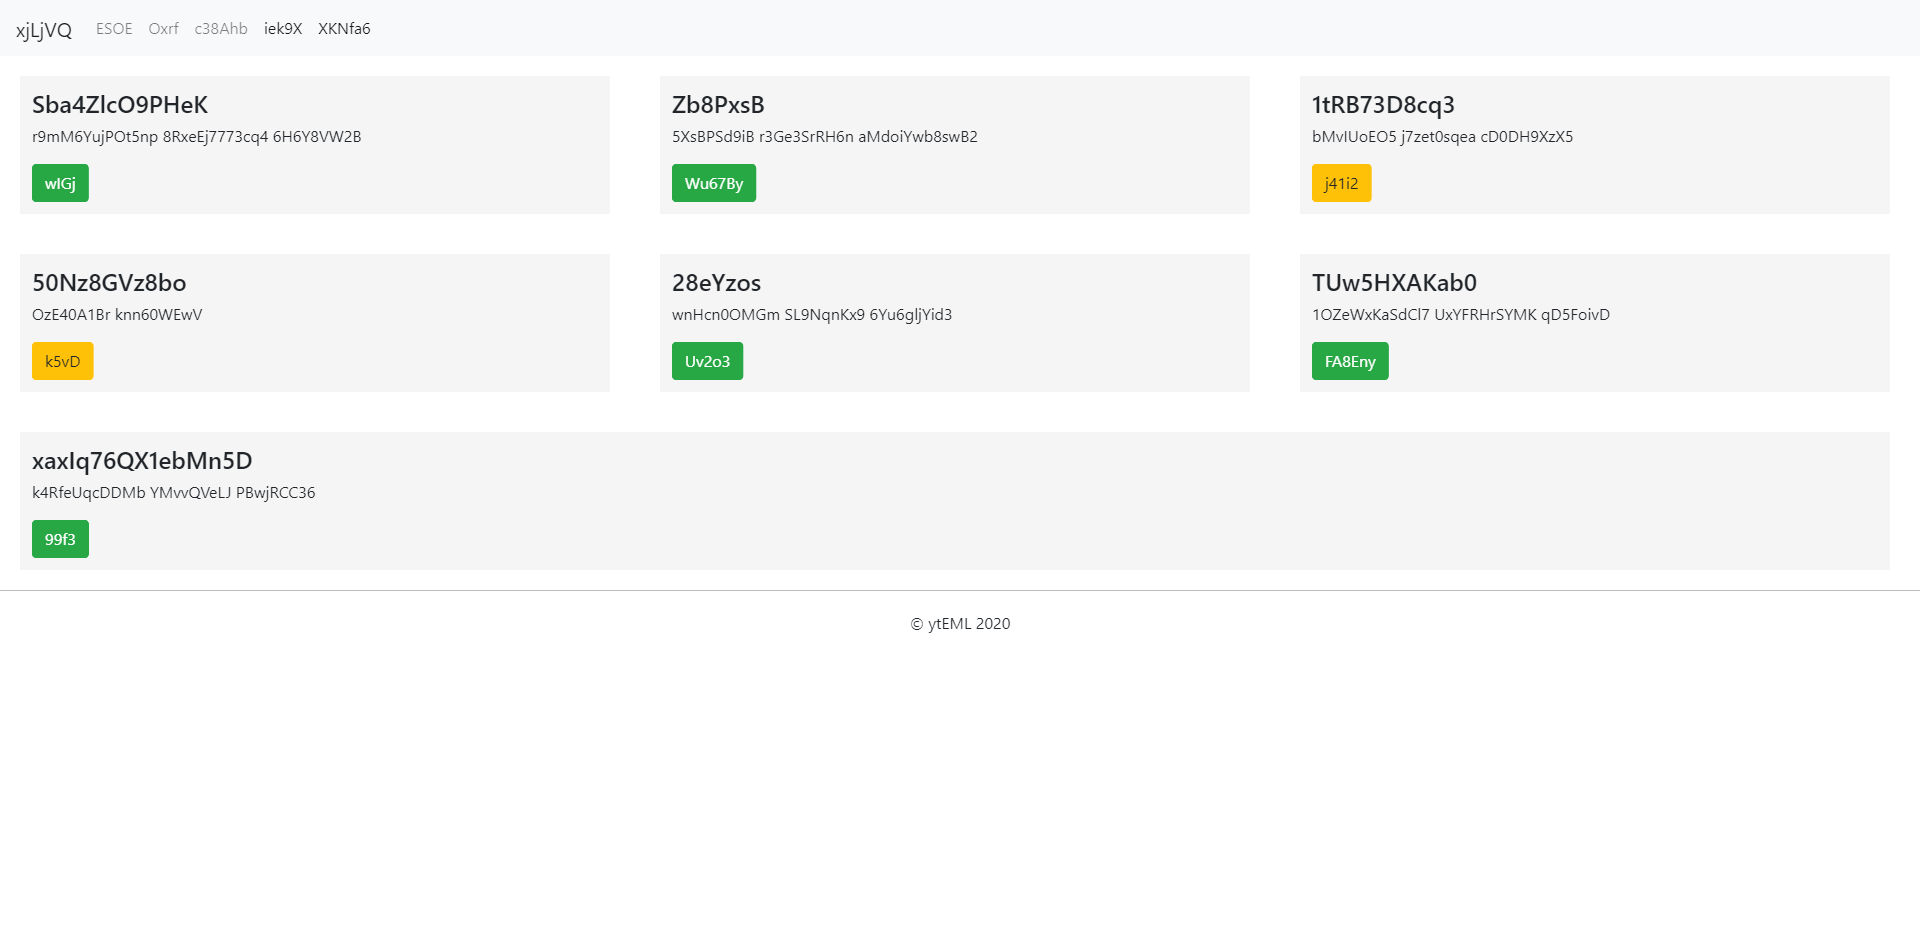 xjLjVQ ESOE Oxrf c38Ahb iek9X XKNfa6
Sba4ZlcO9PHeK
r9mM6YujPOt5np 8RxeEj7773cq4 6H6Y8VW2B
wIGj
Zb8PxsB
5XsBPSd9iB r3Ge3SrRH6n aMdoiYwb8swB2
Wu67By
1tRB73D8cq3
bMvIUoEO5 j7zet0sqea cD0DH9XzX5
j41i2
50Nz8GVz8bo
OzE40A1Br knn60WEwV
k5vD
28eYzos
wnHcn0OMGm SL9NqnKx9 6Yu6gljYid3
Uv2o3
TUw5HXAKab0
1OZeWxKaSdCl7 UxYFRHrSYMK qD5FoivD
FA8Eny
xaxIq76QX1ebMn5D
k4RfeUqcDDMb YMvvQVeLJ PBwjRCC36
99f3
© ytEML 2020